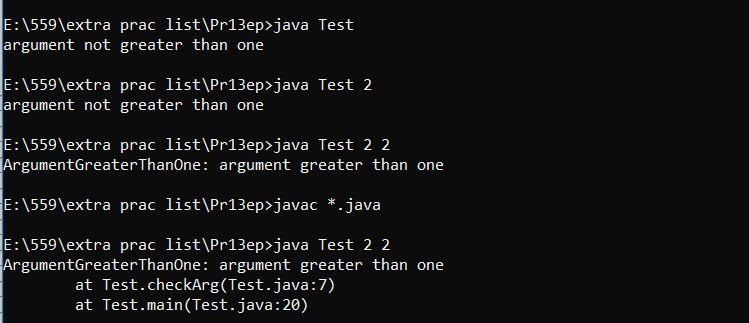 E:\559\extra prac list\Pr13ep>java Test
argument not greater than one
E:\559\extra prac list\Pr13ep>java Test 2
argument not greater than one
E:\559\extra prac list\Pr13ep>java Test 2 2
ArgumentGreaterThanOne: argument greater than one
E:\559\extra prac list\Pr13ep>javac *.java
E:\559\extra prac list\Pr13ep>java Test 2 2
ArgumentGreaterThanOne: argument greater than one
at Test.checkArg(Test.java:7)
at Test.main(Test.java:20)